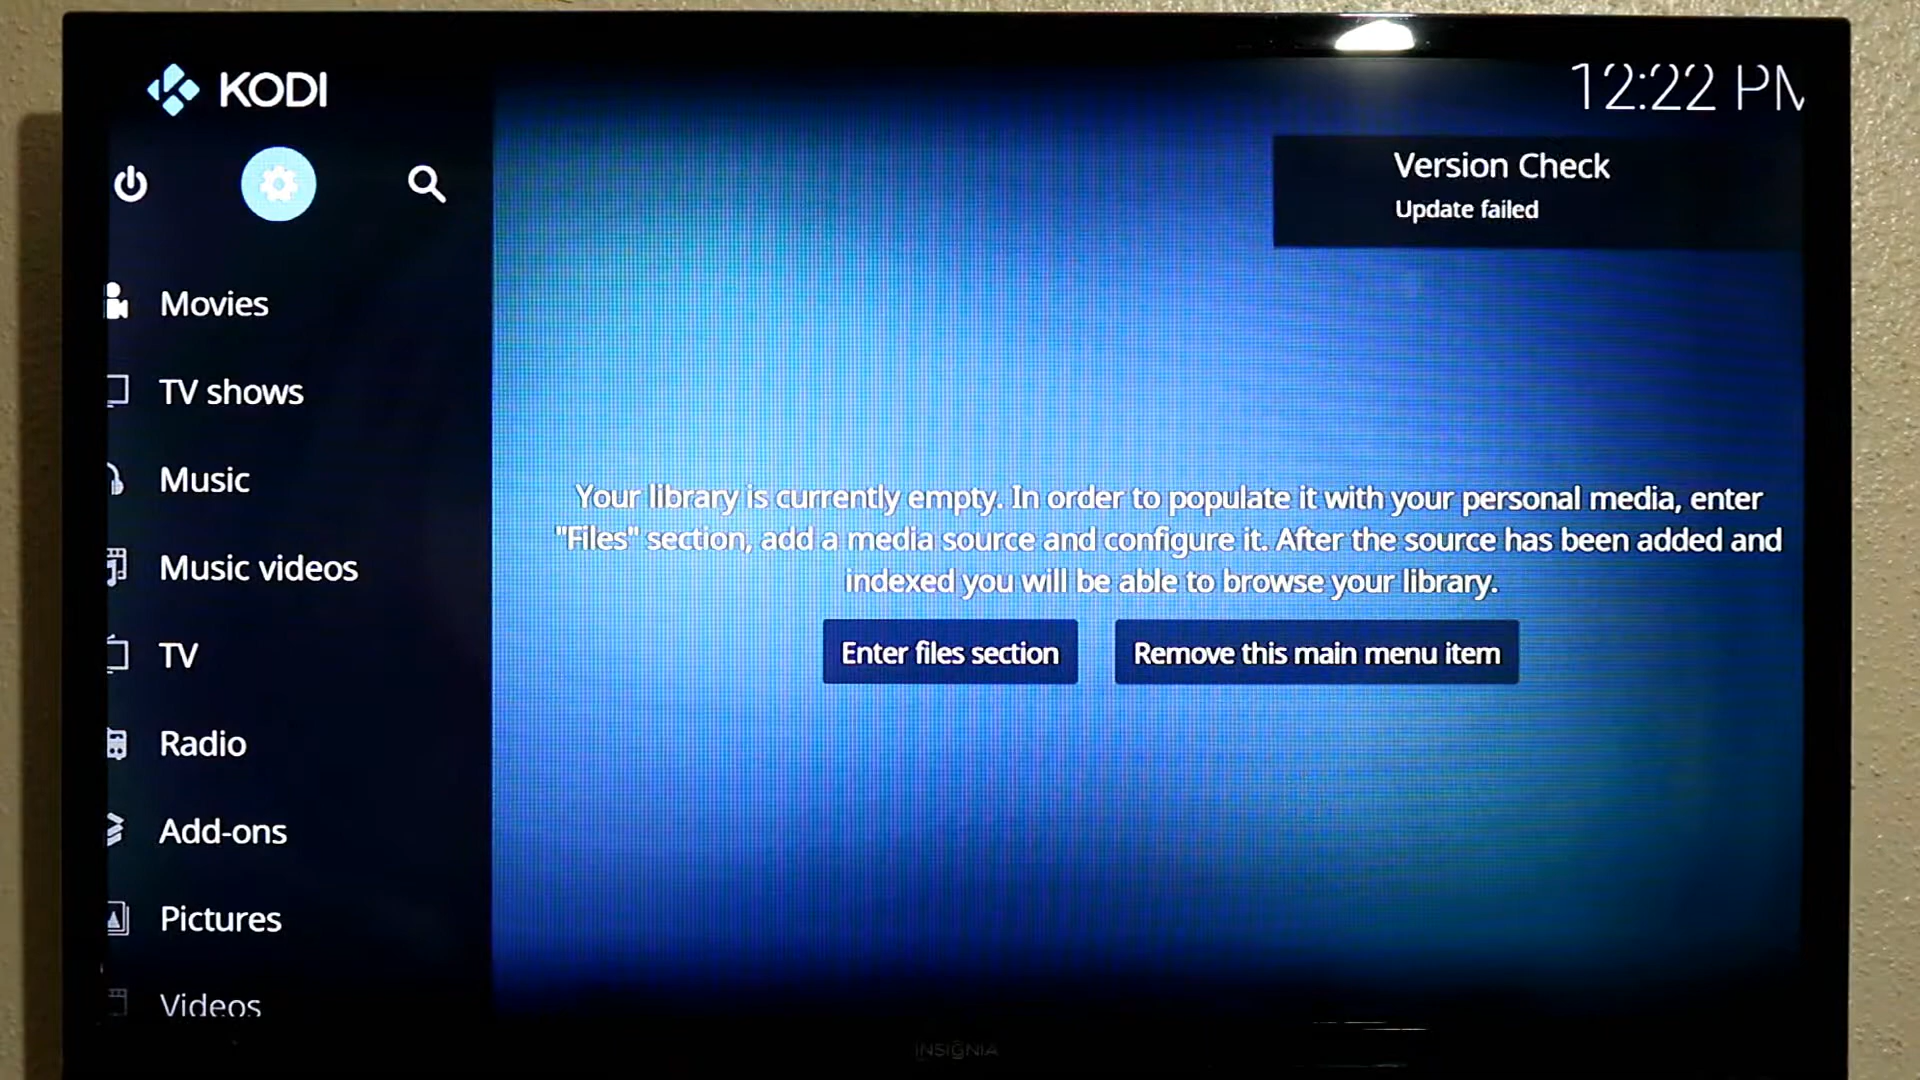 KODI
12:22 PM
Version Check
Update failed
Movies
TV shows
Music
Music videos
TV
Radio
Add-ons
Pictures
Videos
Your library is currently empty. In order to populate it with your personal media, enter
"Files" section, add a media source and configure it. After the source has been added and
indexed you will be able to browse your library.
Enter files section
Remove this main menu item
INSIGNIA